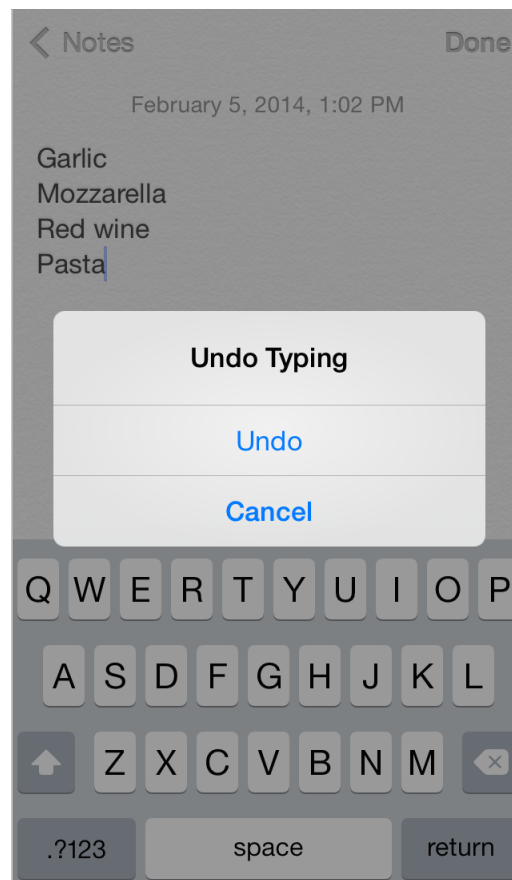 Notes Done
February 5, 2014, 1:02 PM
Garlic
Mozzarella
Red wine
Pasta
Undo Typing
Undo
Cancel
Q W E R T Y U I O P
A S D F G H J K L
Z X C V B N M
.?123 space return